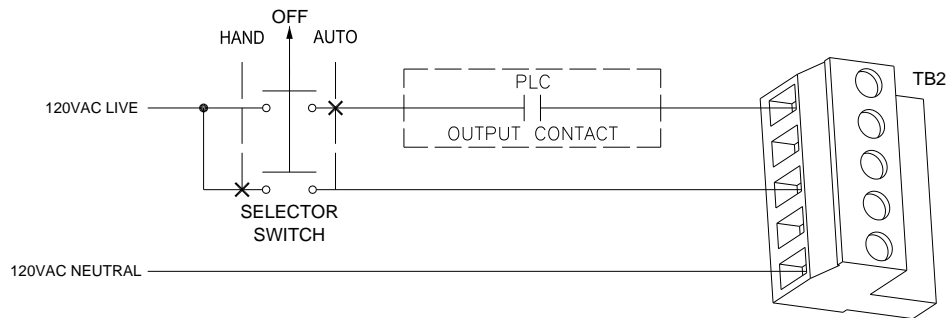 OFF
HAND
AUTO
PLC
TB2
120VAC LIVE
OUTPUT CONTACT
SELECTOR
SWITCH
120VAC NEUTRAL